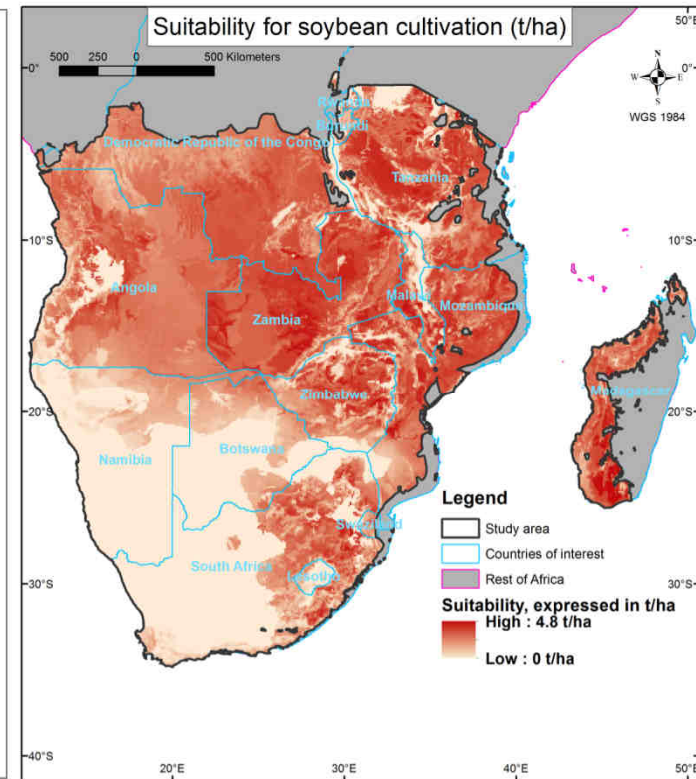 Suitability for soybean cultivation (t/ha)
50°E
500 250 0 500 Kilometers
0°
0°
N
W E
S
WGS 1984
Rwanda
Burundi
Democratic Republic of the Congo
Tanzania
10°S
10°S
Angola
Zambia
Malawi
Mozambique
Zimbabwe
Madagascar
20°S
20°S
Namibia
Botswana
Swaziland
South Africa
Lesotho
30°S
30°S
Legend
Study area
Countries of interest
Rest of Africa
Suitability, expressed in t/ha
High : 4.8 t/ha
Low : 0 t/ha
40°S
40°S
20°E
30°E
40°E
50°E